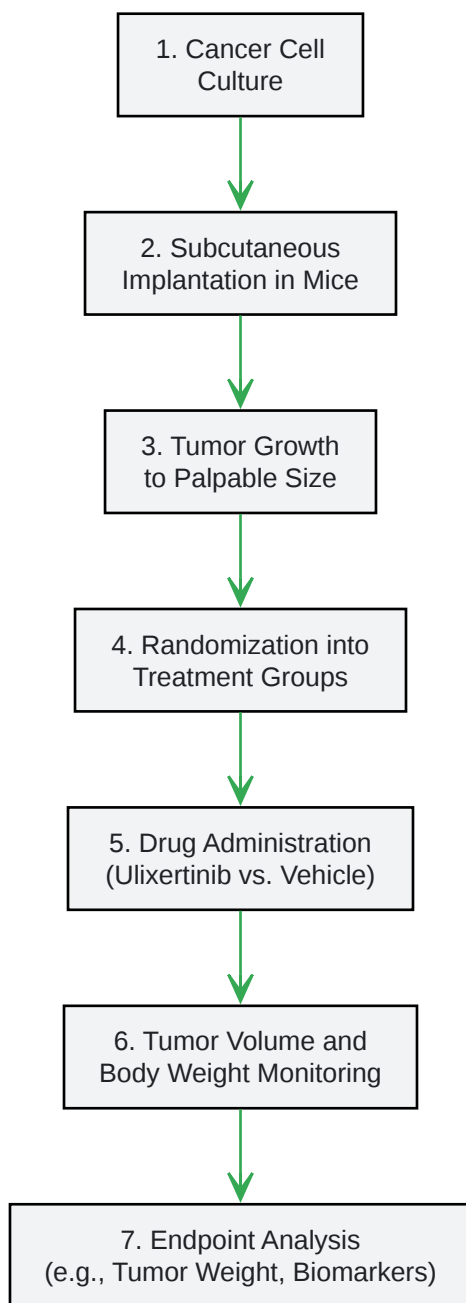 1. Cancer Cell
Culture
2. Subcutaneous
Implantation in Mice
3. Tumor Growth
to Palpable Size
4. Randomization into
Treatment Groups
5. Drug Administration
(Ulixertinib vs. Vehicle)
6. Tumor Volume and
Body Weight Monitoring
7. Endpoint Analysis
(e.g., Tumor Weight, Biomarkers)